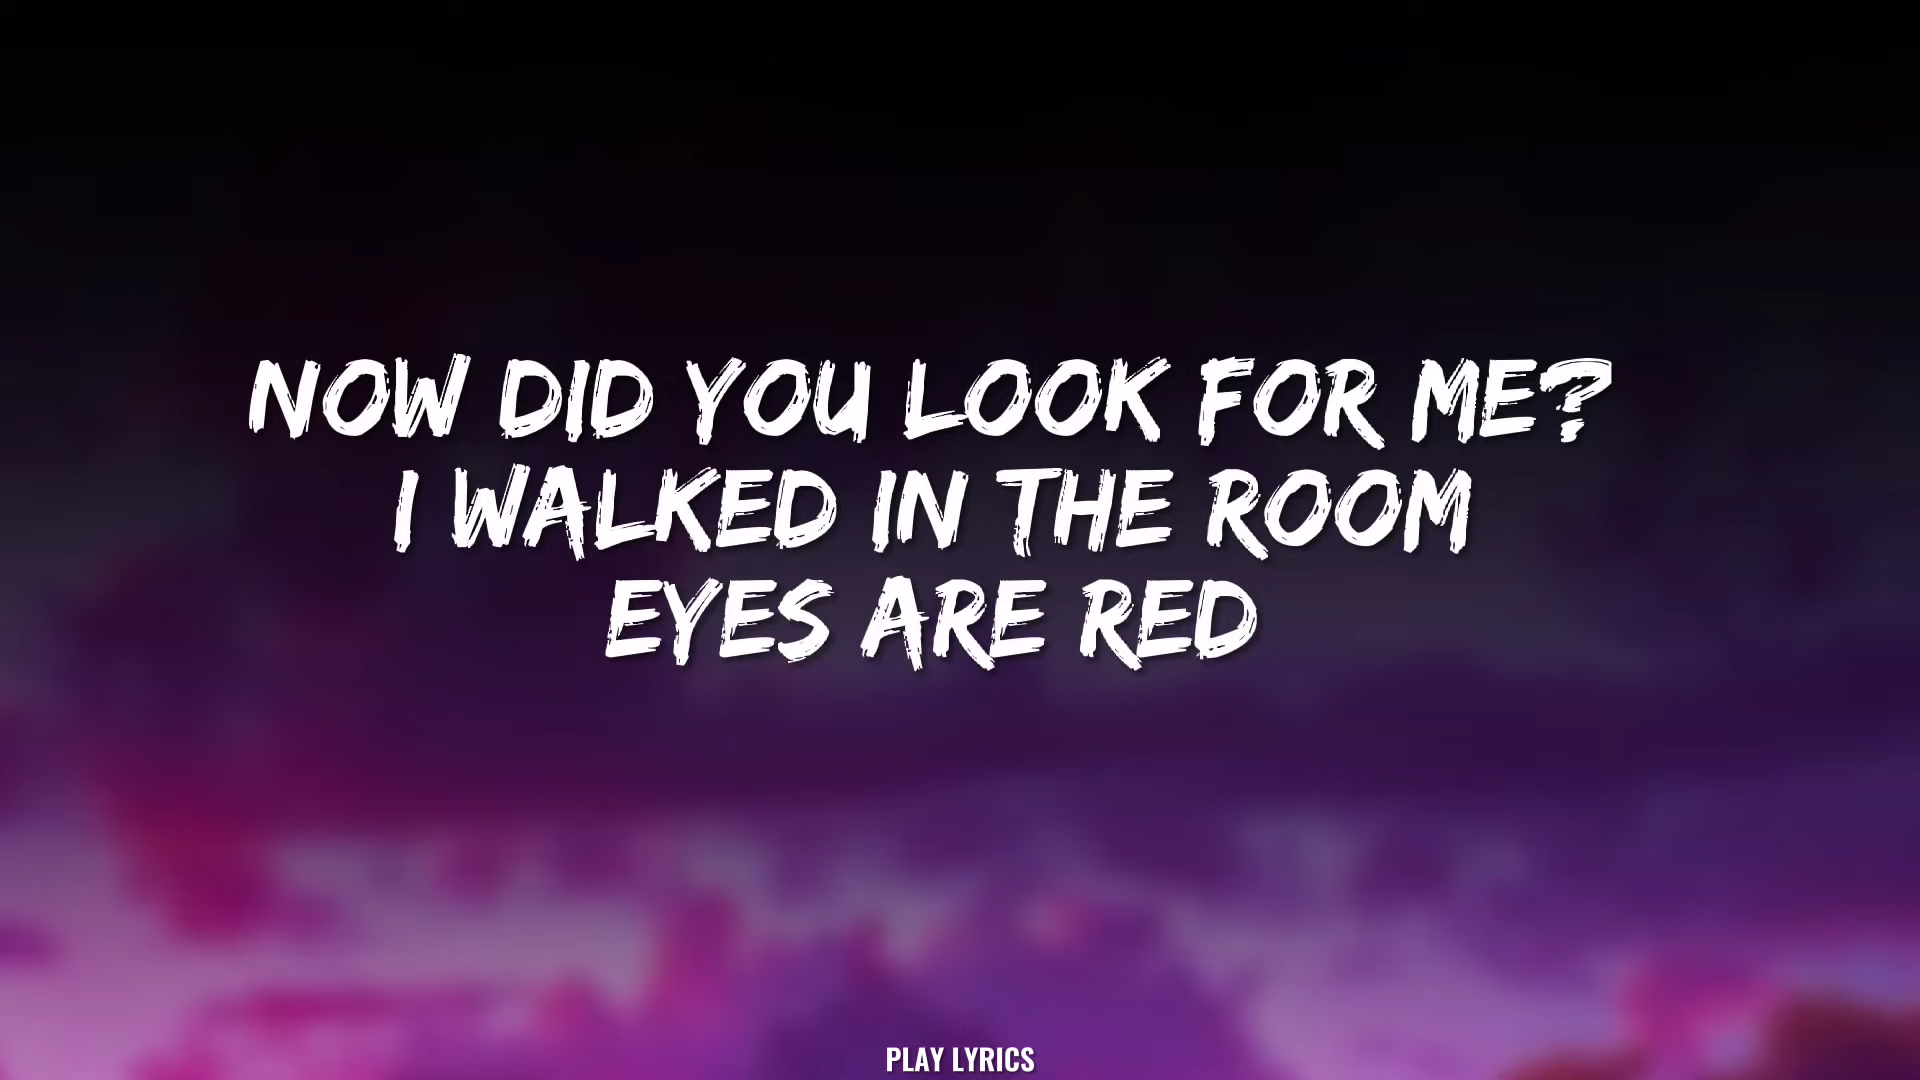 NOW DID YOU LOOK FOR ME?
I WALKED IN THE ROOM
EYES ARE RED
PLAY LYRICS